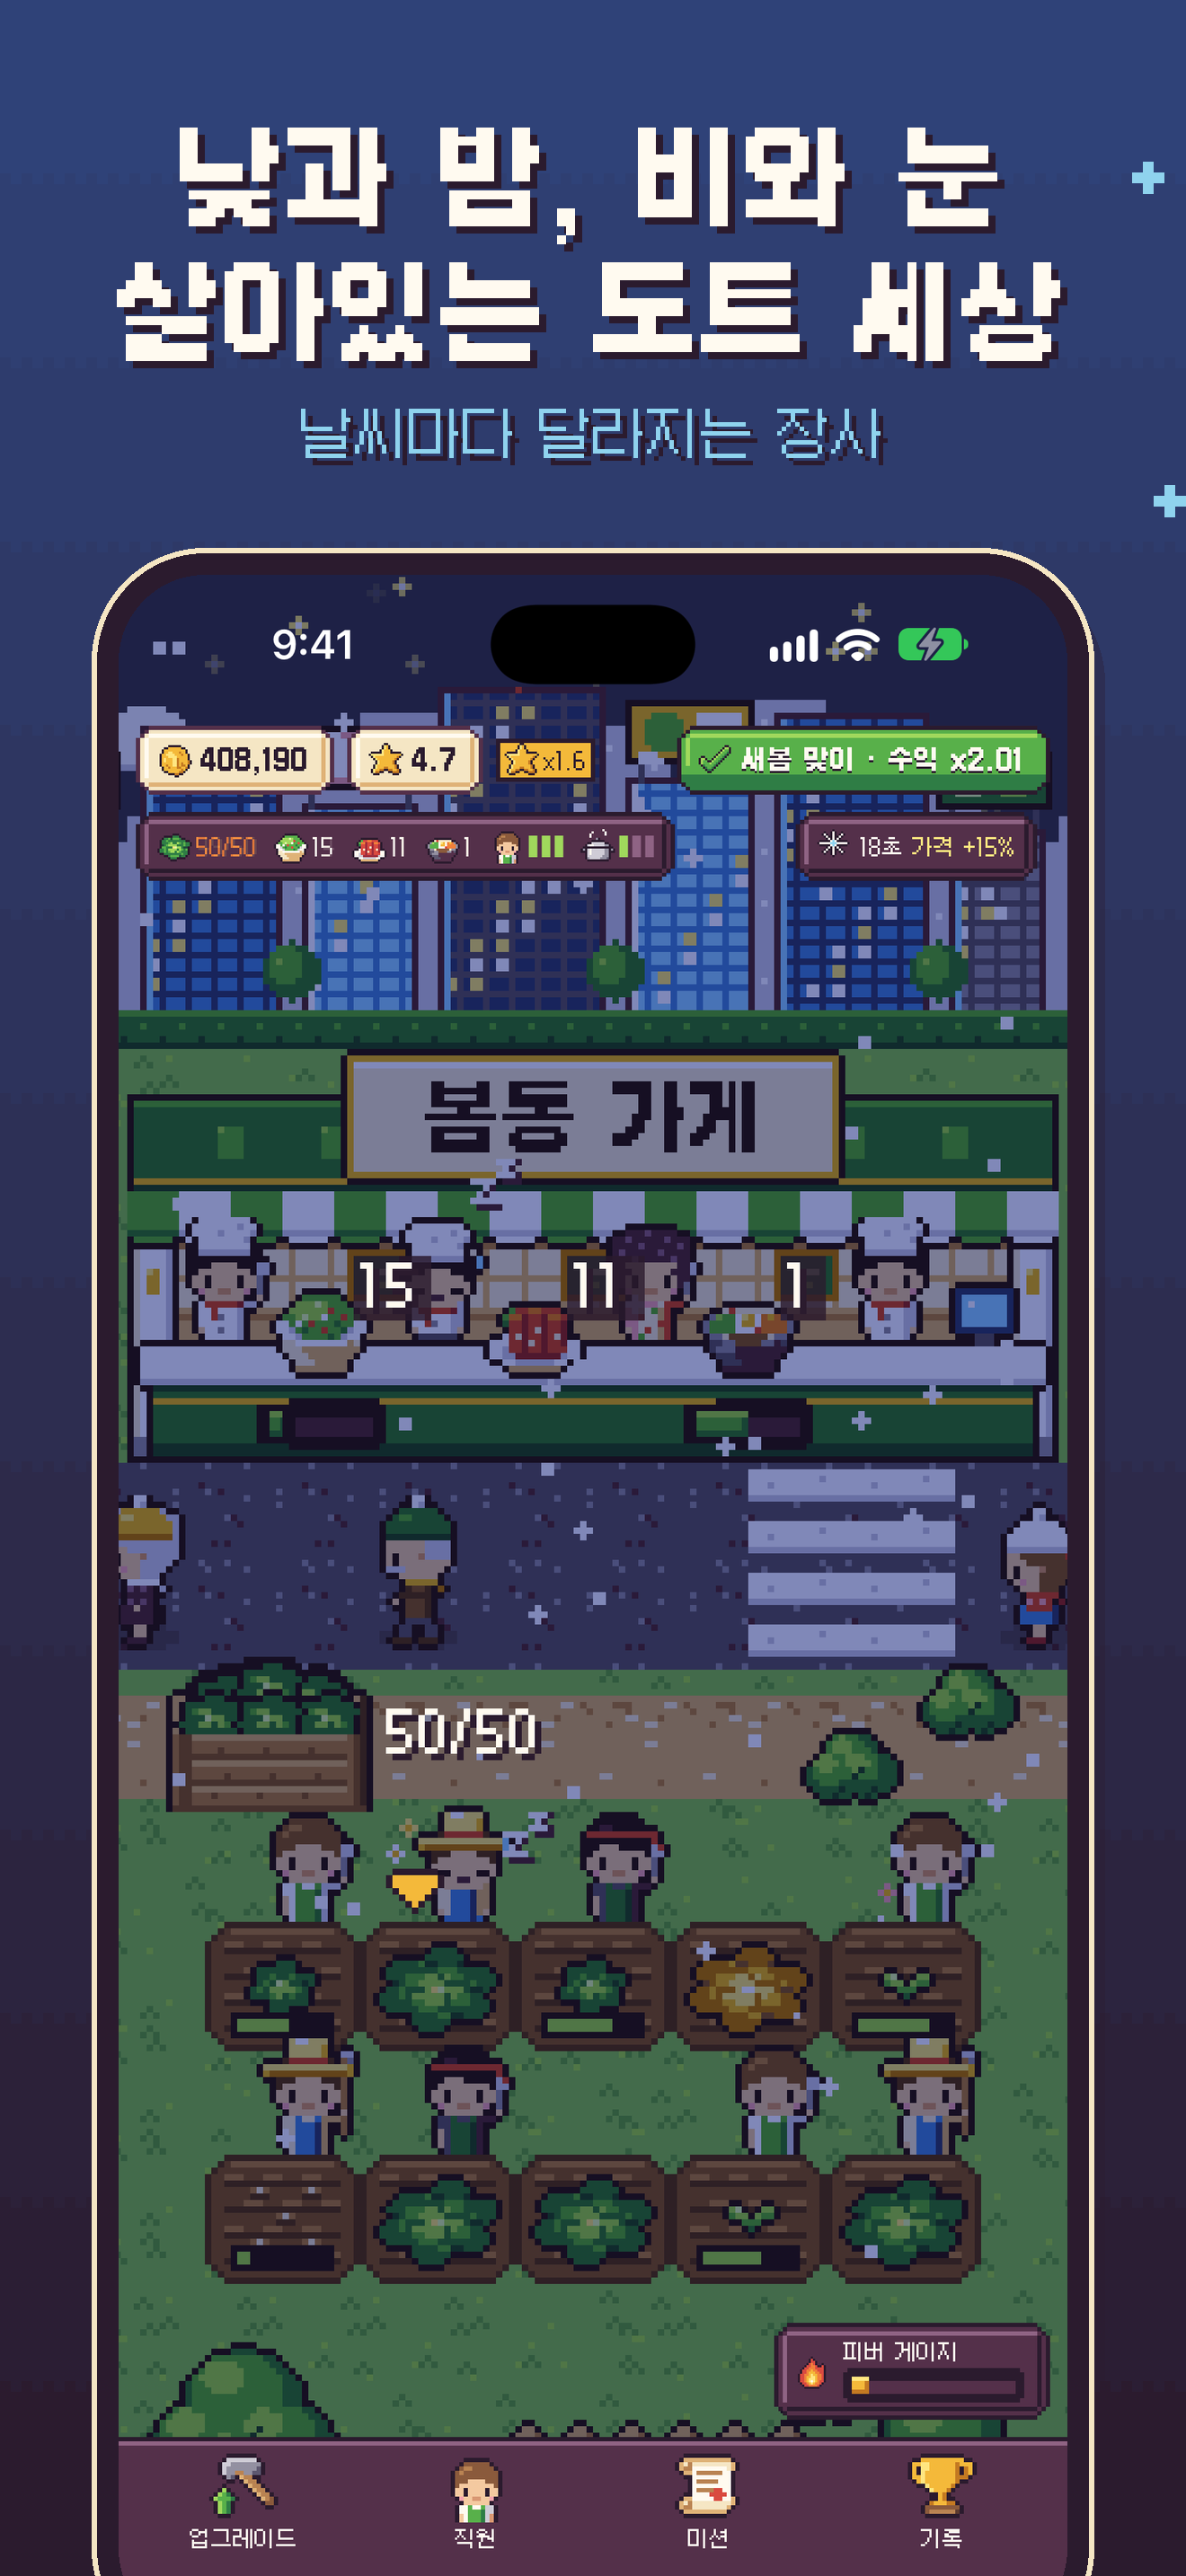 낮과 밤, 비와 눈
살아있는 도트 세상
날씨마다 달라지는 장사
9:41
408,190
4.7
x1.6
새봄 맞이 · 수익 x2.01
50/50
15
11
1
18초 가격 +15%
봄동 가게
15
11
1
50/50
피버 게이지
업그레이드
직원
미션
기록